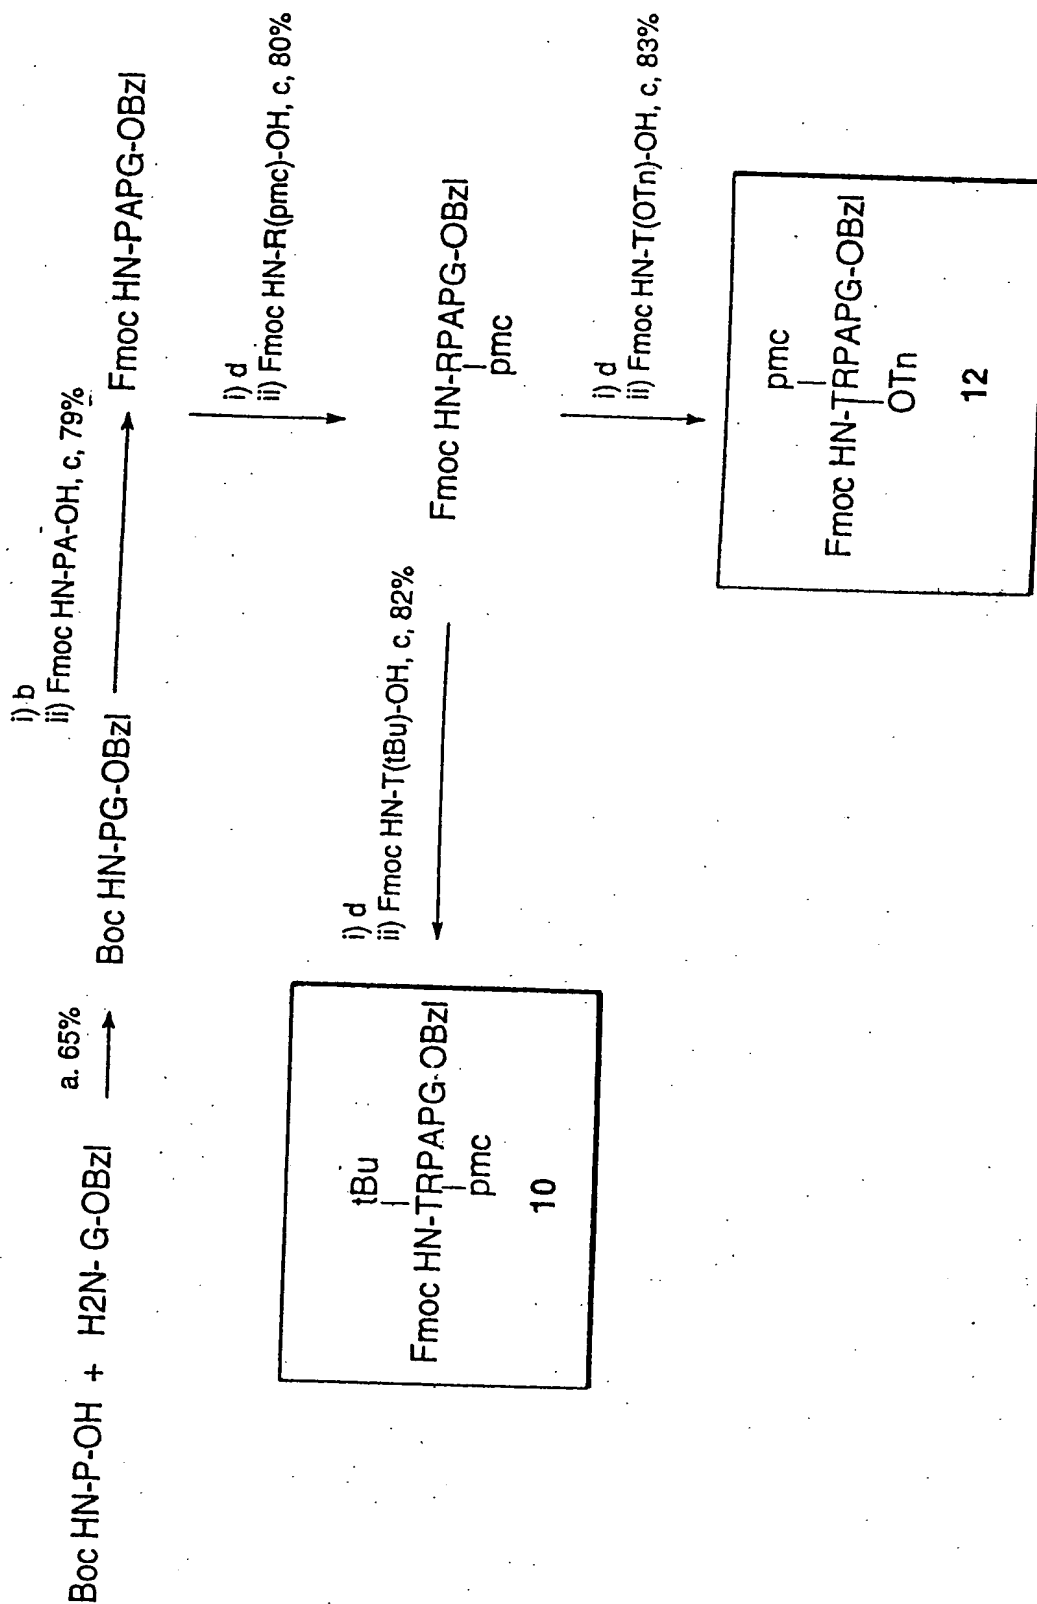 Boc HN-P-OH + H2N- G-OBzl
a. 65%
Boc HN-PG-OBzl
i) b
ii) Fmoc HN-PA-OH, c, 79%
Fmoc HN-PAPG-OBzl
i) d
ii) Fmoc HN-R(pmc)-OH, c, 80%
Fmoc HN-RPAPG-OBzl
pmc
i) d
ii) Fmoc HN-T(tBu)-OH, c, 82%
i) d
ii) Fmoc HN-T(OTn)-OH, c, 83%
tBu
Fmoc HN-TRPAPG-OBzl
pmc
10
pmc
Fmoc HN-TRPAPG-OBzl
OTn
12